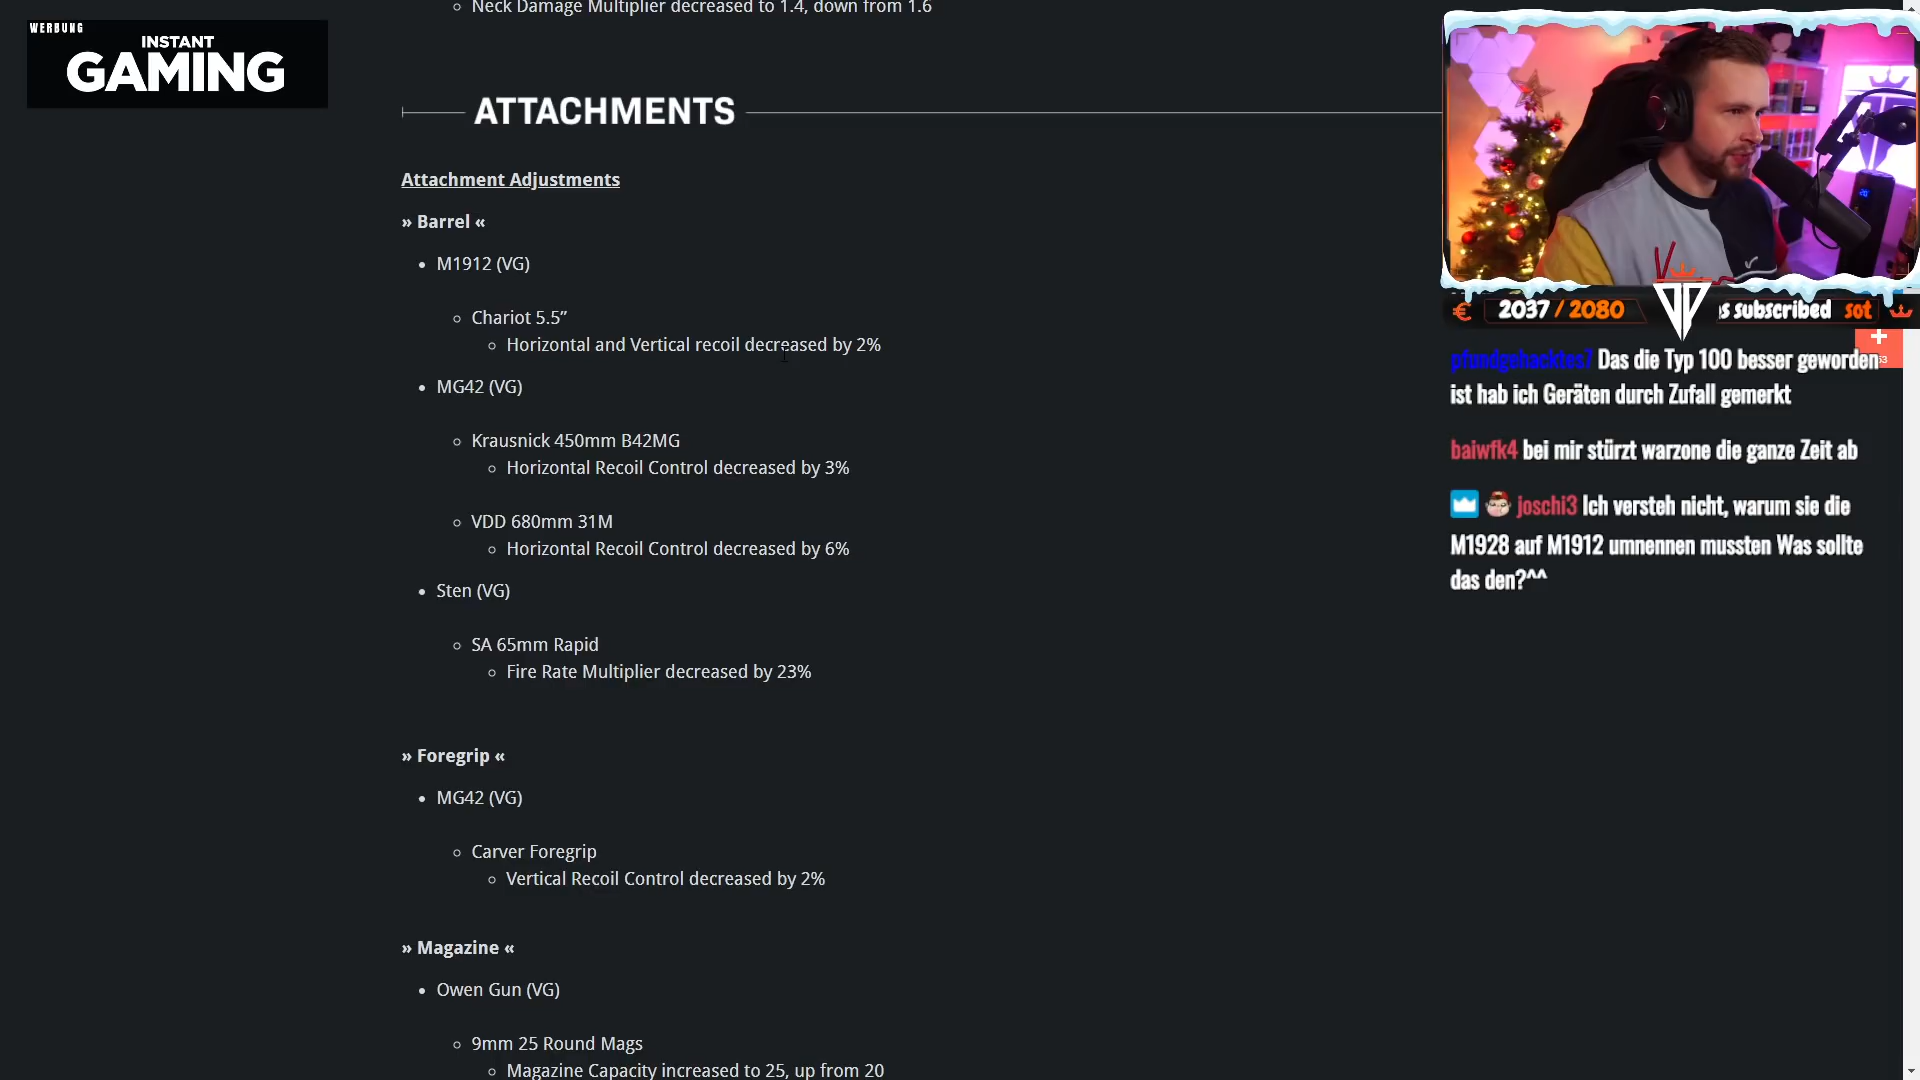 Neck Damage Multiplier decreased to 1.4, down from 1.6
WERBUNG
INSTANT
GAMING
ATTACHMENTS
Attachment Adjustments
» Barrel «
M1912 (VG)
Chariot 5.5”
Horizontal and Vertical recoil decreased by 2%
MG42 (VG)
Krausnick 450mm B42MG
Horizontal Recoil Control decreased by 3%
VDD 680mm 31M
Horizontal Recoil Control decreased by 6%
Sten (VG)
SA 65mm Rapid
Fire Rate Multiplier decreased by 23%
» Foregrip «
MG42 (VG)
Carver Foregrip
Vertical Recoil Control decreased by 2%
» Magazine «
Owen Gun (VG)
9mm 25 Round Mags
Magazine Capacity increased to 25, up from 20
€ 2037 / 2080
s subscribed sot
pfundgehacktes7 Das die Typ 100 besser geworden
ist hab ich Geräten durch Zufall gemerkt
baiwfk4 bei mir stürzt warzone die ganze Zeit ab
joschi3 Ich versteh nicht, warum sie die
M1928 auf M1912 umnennen mussten Was sollte
das den?^^